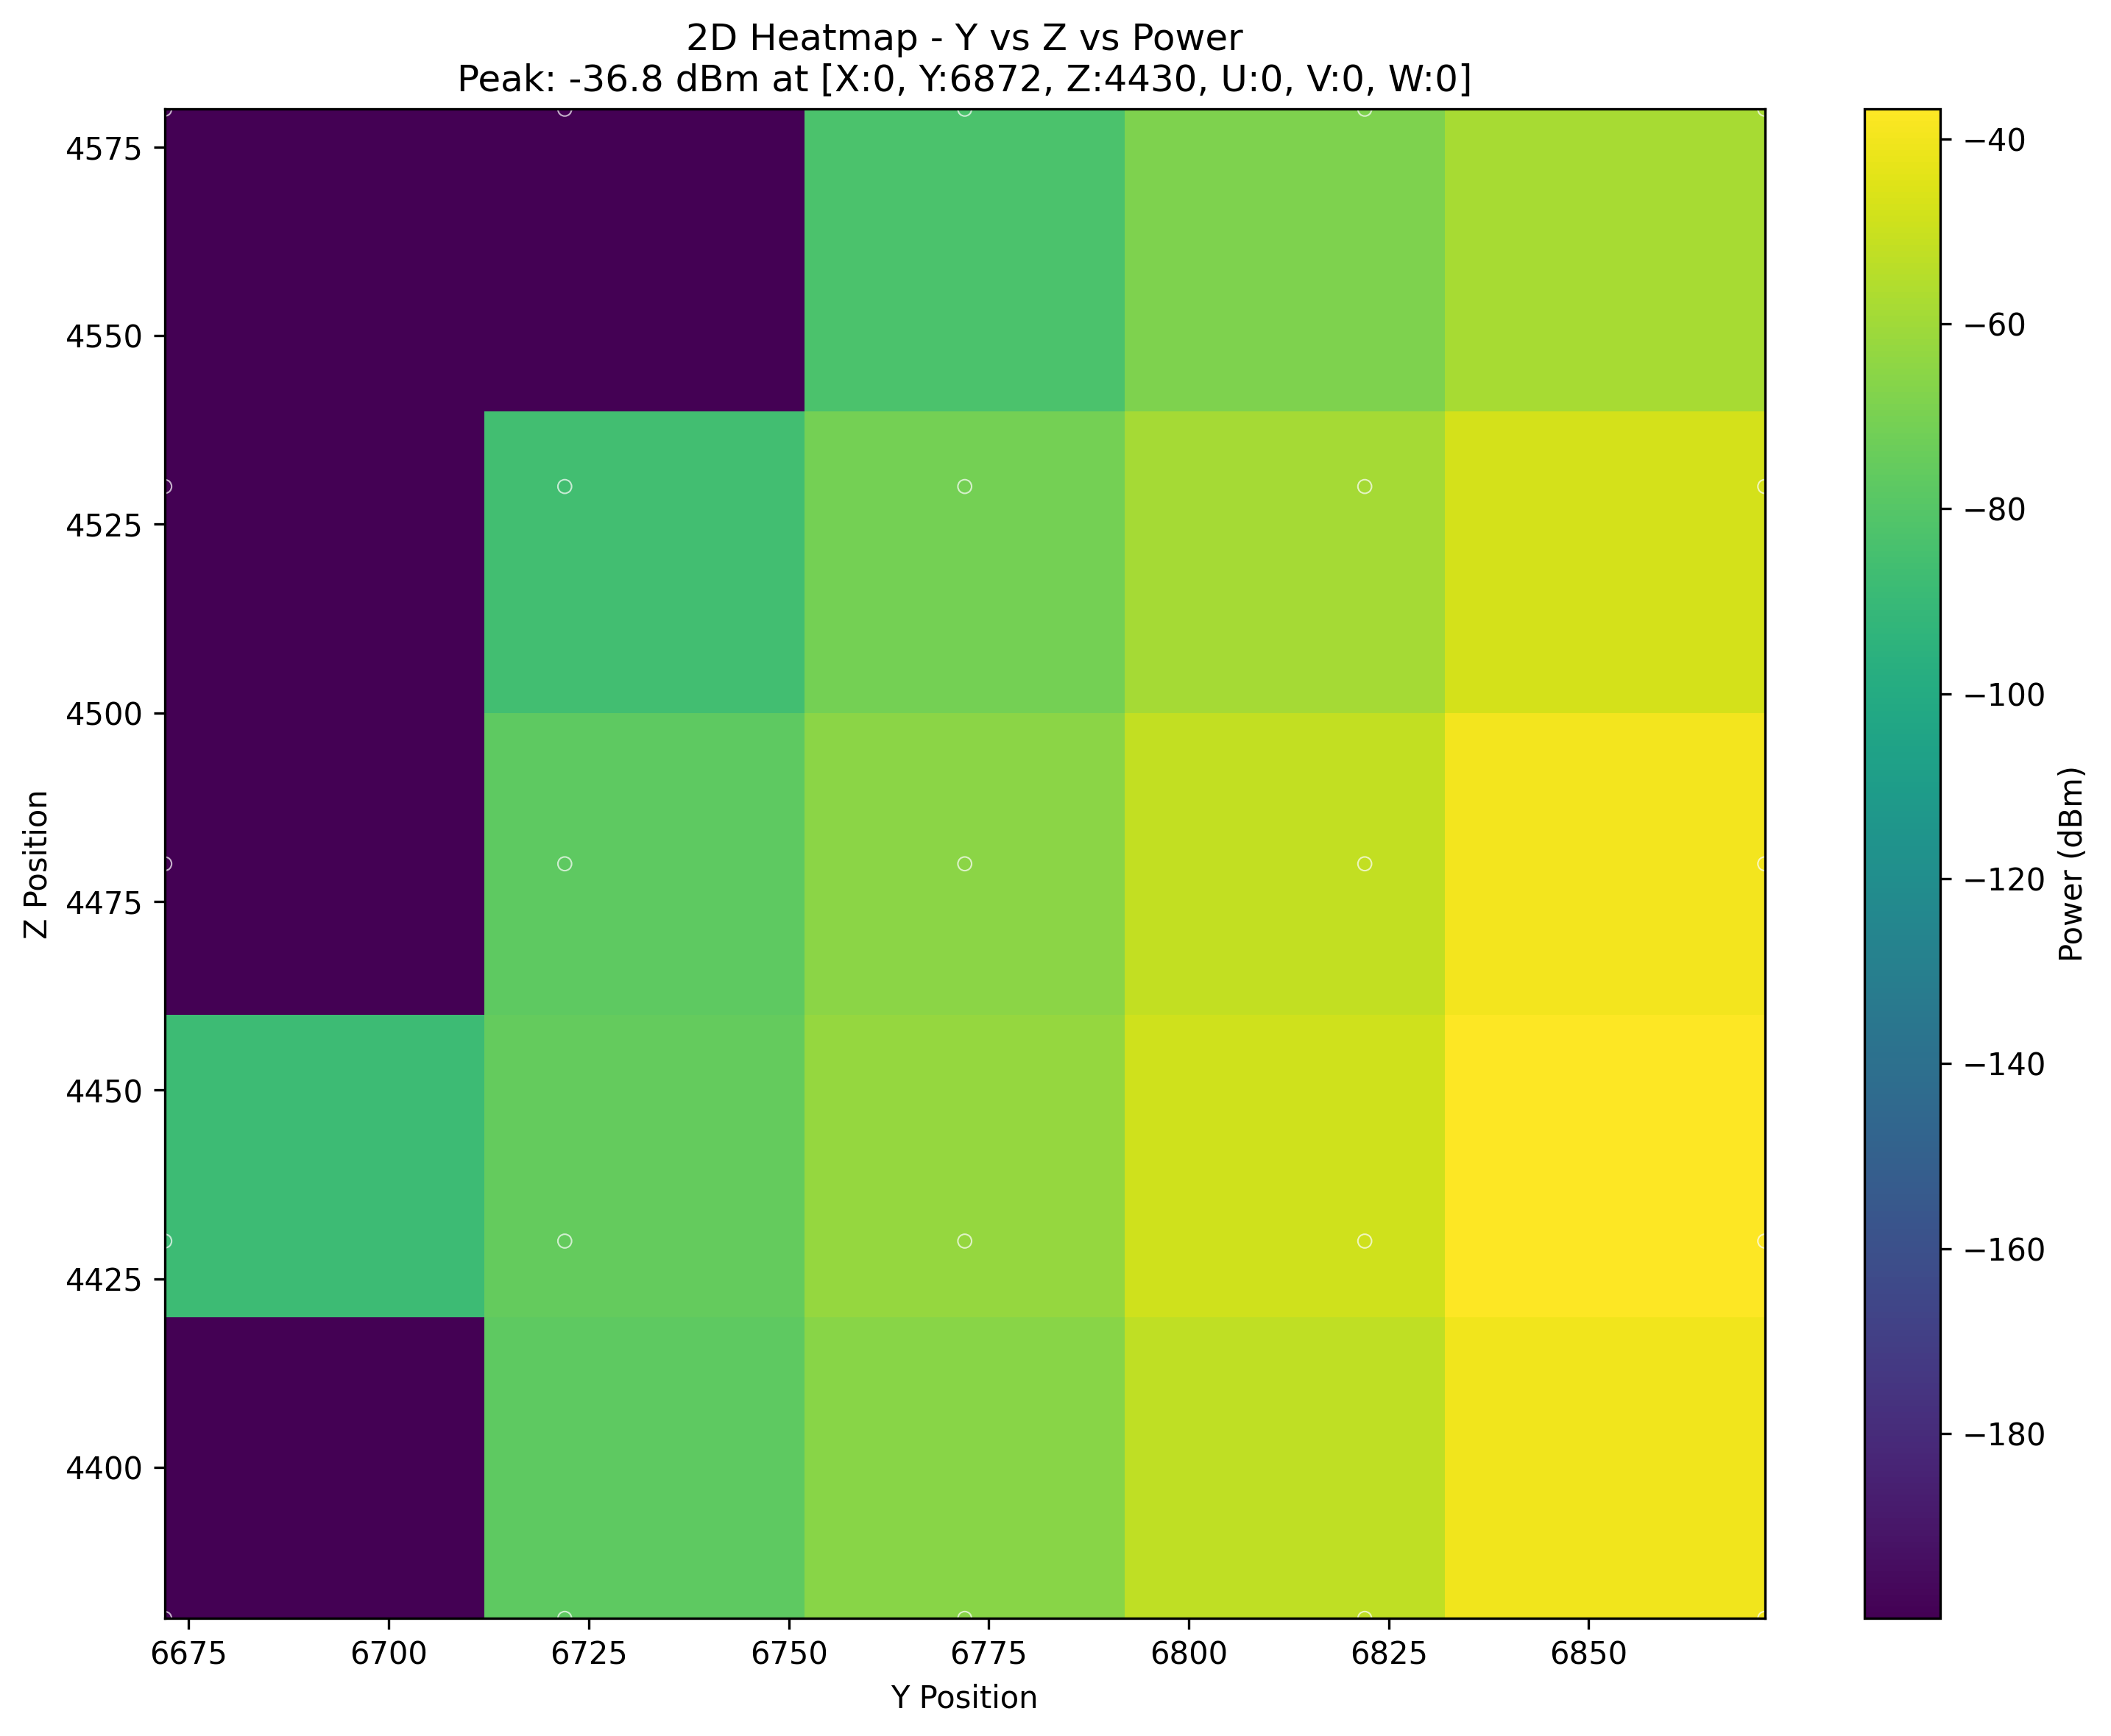 2D Heatmap - Y vs Z vs Power
Peak: -36.8 dBm at [X:0, Y:6872, Z:4430, U:0, V:0, W:0]
4575
4550
4525
4500
4475
4450
4425
4400
Z Position
6675 6700 6725 6750 6775 6800 6825 6850
Y Position
−40
−60
−80
−100
−120
−140
−160
−180
Power (dBm)